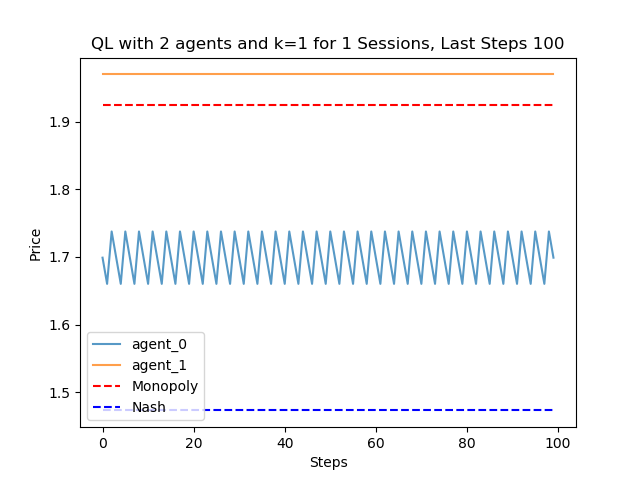 QL with 2 agents and k=1 for 1 Sessions, Last Steps 100
Price
1.9
1.8
1.7
1.6
1.5
agent_0
agent_1
Monopoly
Nash
0 20 40 60 80 100
Steps